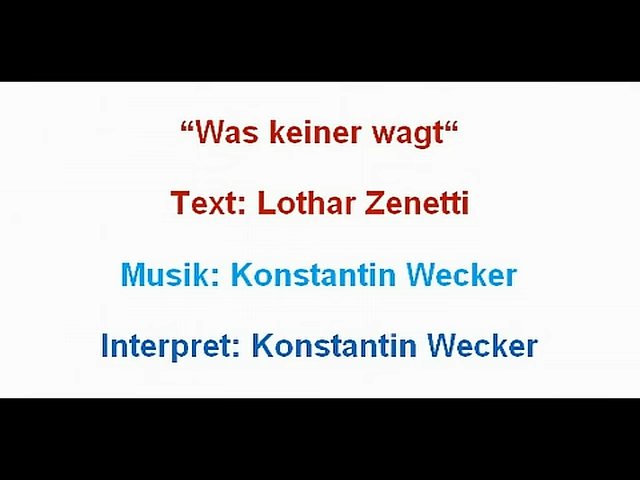 “Was keiner wagt“
Text: Lothar Zenetti
Musik: Konstantin Wecker
Interpret: Konstantin Wecker